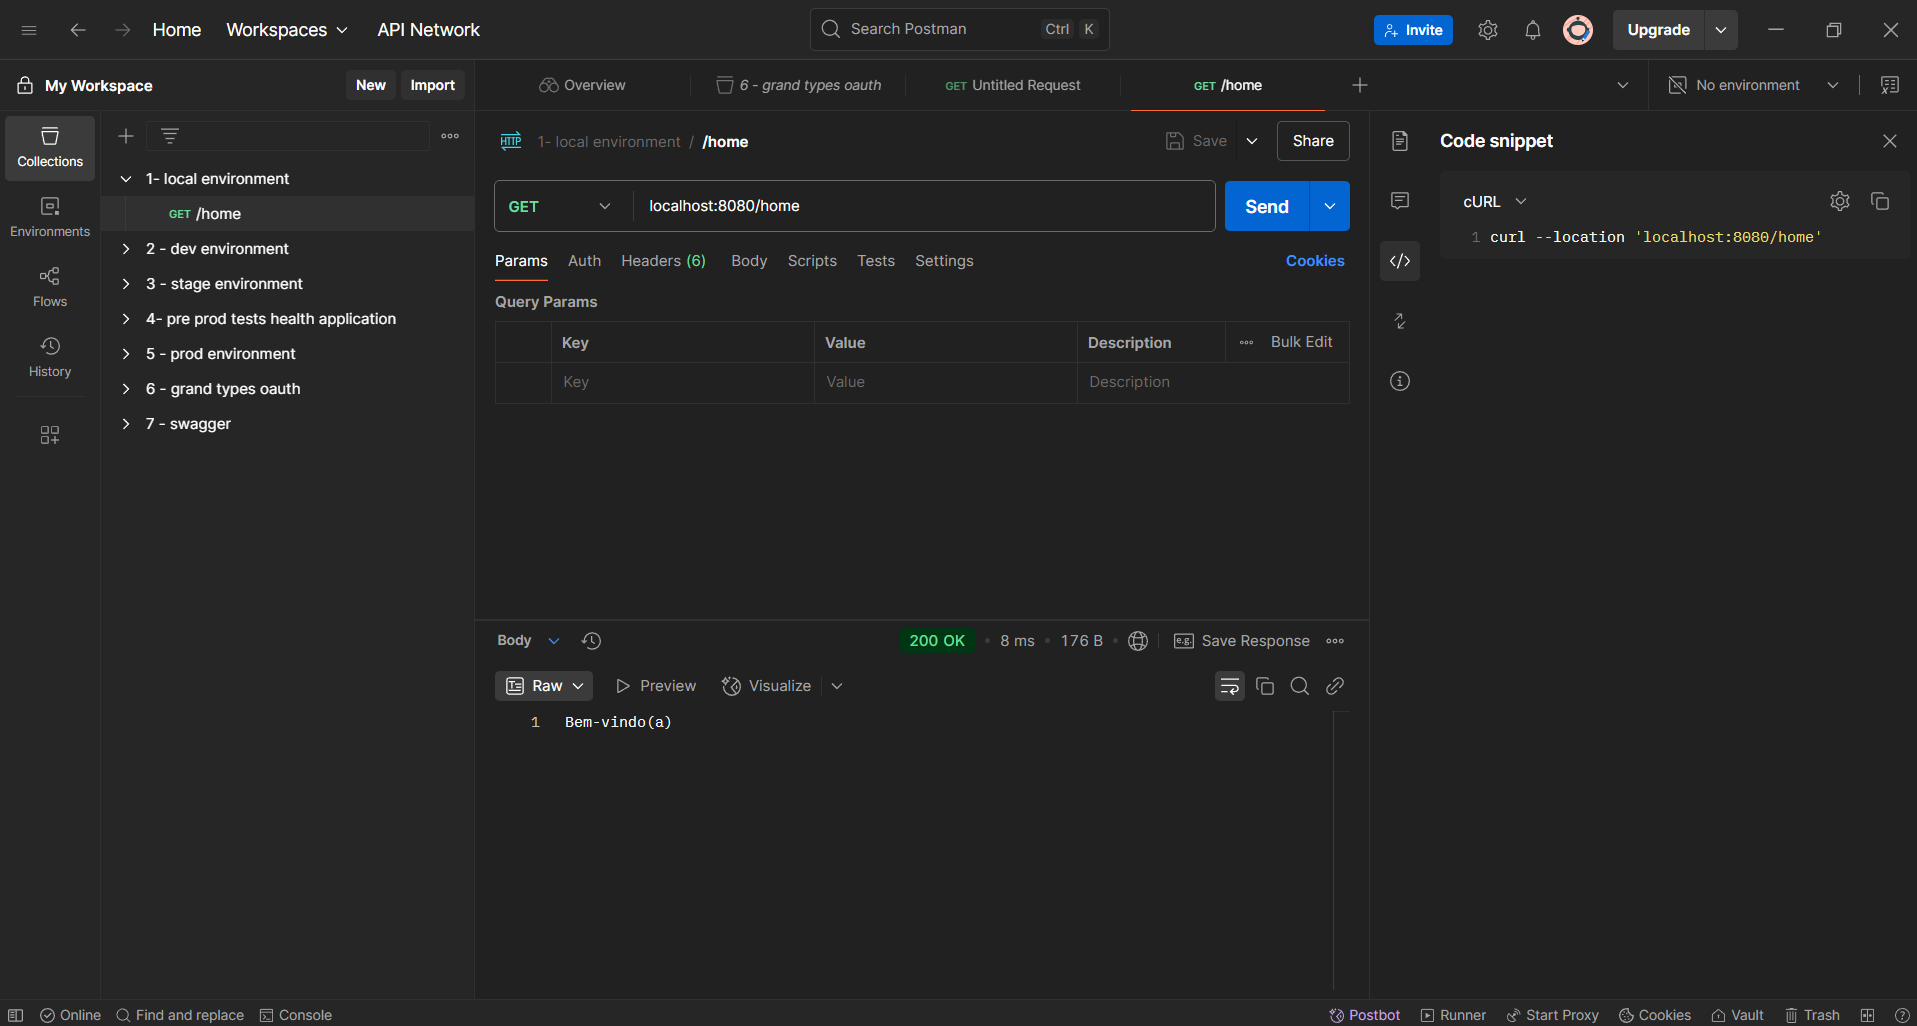 Home Workspaces API Network Search Postman Ctrl K Invite Upgrade
My Workspace New Import Overview 6 - grand types oauth GET Untitled Request GET /home No environment
Collections
Environments
Flows
History
1- local environment
GET /home
2 - dev environment
3 - stage environment
4- pre prod tests health application
5 - prod environment
6 - grand types oauth
7 - swagger
HTTP 1- local environment / /home Save Share
GET localhost:8080/home Send
Params Auth Headers (6) Body Scripts Tests Settings Cookies
Query Params
Key Value Description Bulk Edit
Key Value Description
Body 200 OK • 8 ms • 176 B • e.g. Save Response
Raw Preview Visualize
1 Bem-vindo(a)
Code snippet
cURL
1 curl --location 'localhost:8080/home'
Online Find and replace Console Postbot Runner Start Proxy Cookies Vault Trash